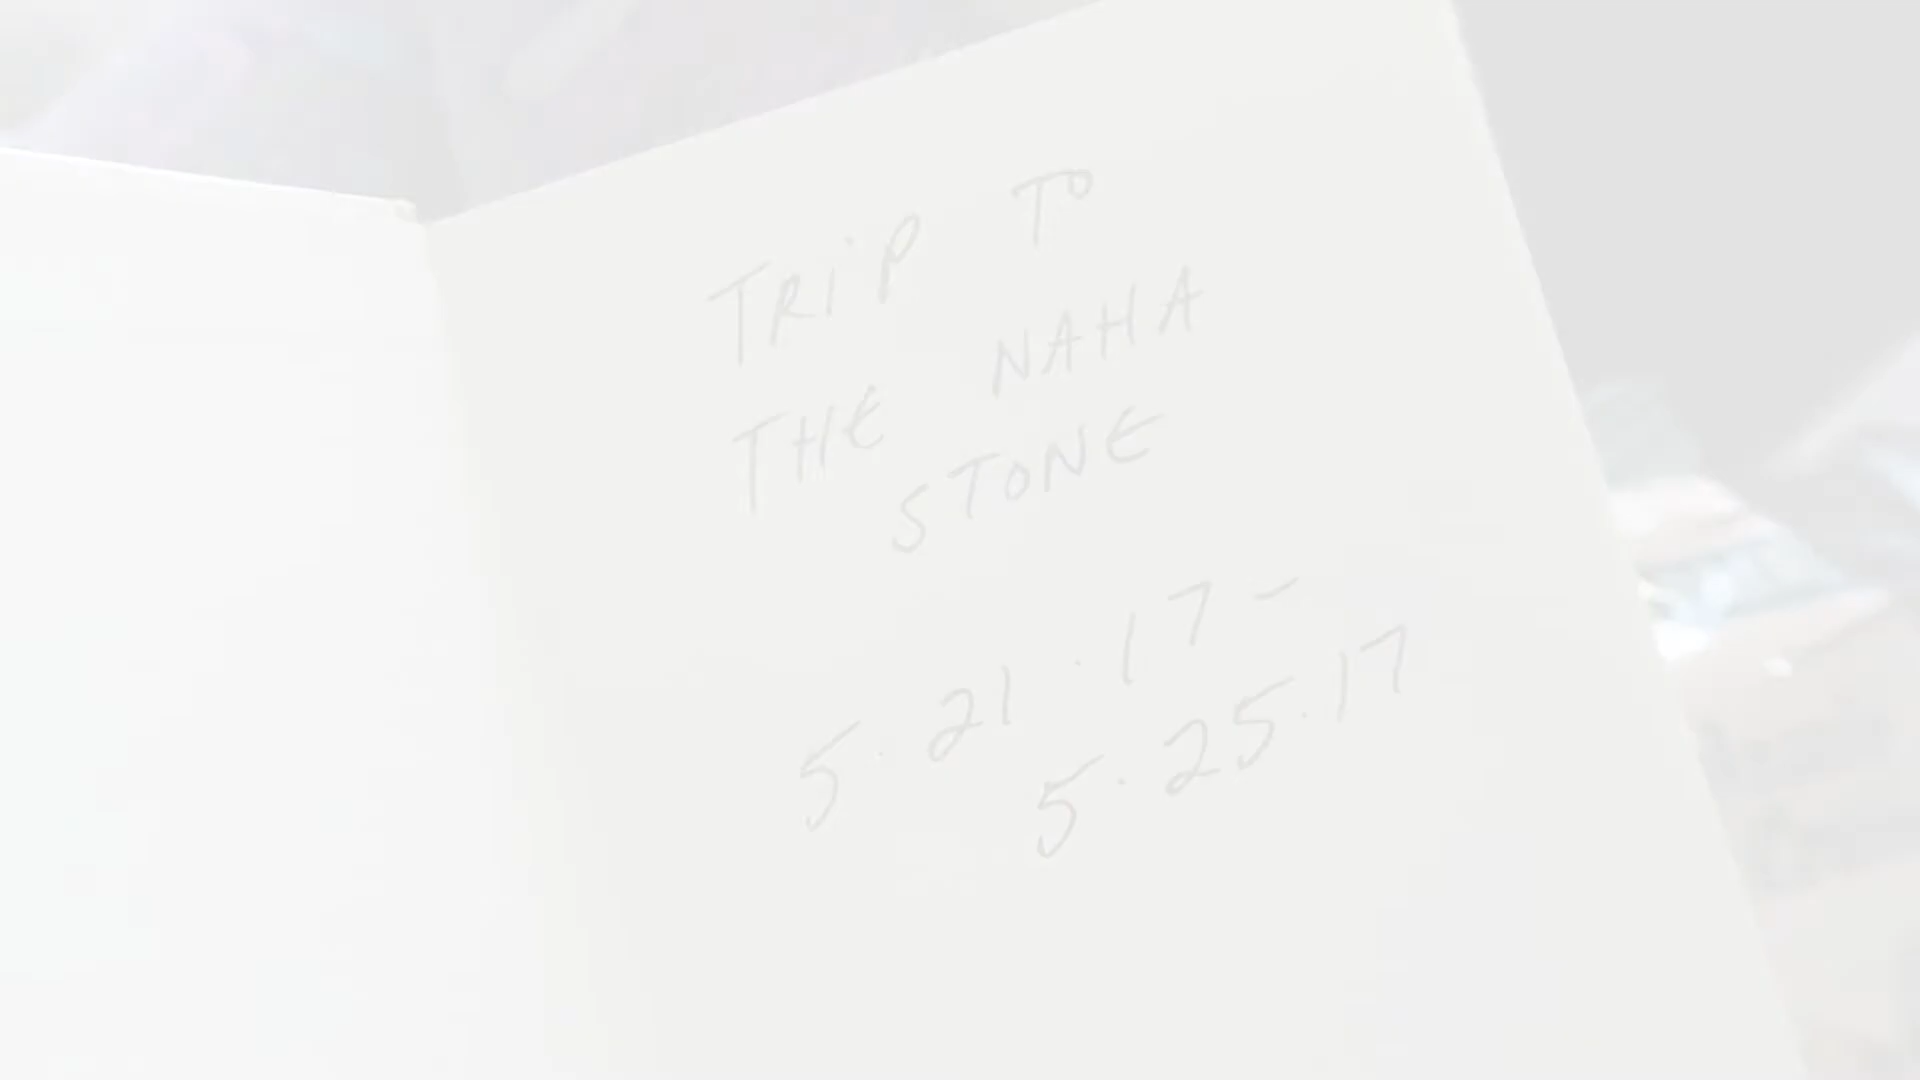 TRIP TO
THE NAHA
STONE
5.21.17-
5.25.17